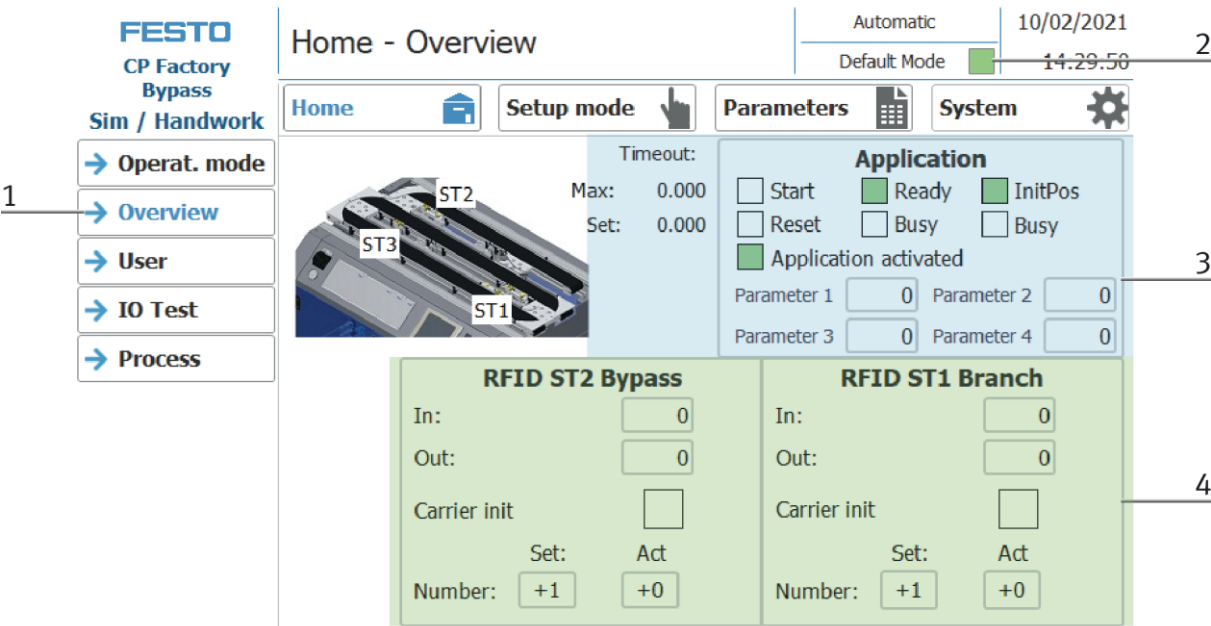 FESTO
CP Factory
Bypass
Sim / Handwork
Home - Overview
Automatic
10/02/2021
Default Mode
14:29:50
2
Home
Setup mode
Parameters
System
1
Operat. mode
Overview
User
IO Test
Process
ST2
ST3
ST1
Timeout:
Max: 0.000
Set: 0.000
Application
Start Ready InitPos
Reset Busy Busy
Application activated
Parameter 1 0 Parameter 2 0
Parameter 3 0 Parameter 4 0
3
RFID ST2 Bypass
In: 0
Out: 0
Carrier init
Set: Act
Number: +1 +0
RFID ST1 Branch
In: 0
Out: 0
Carrier init
Set: Act
Number: +1 +0
4